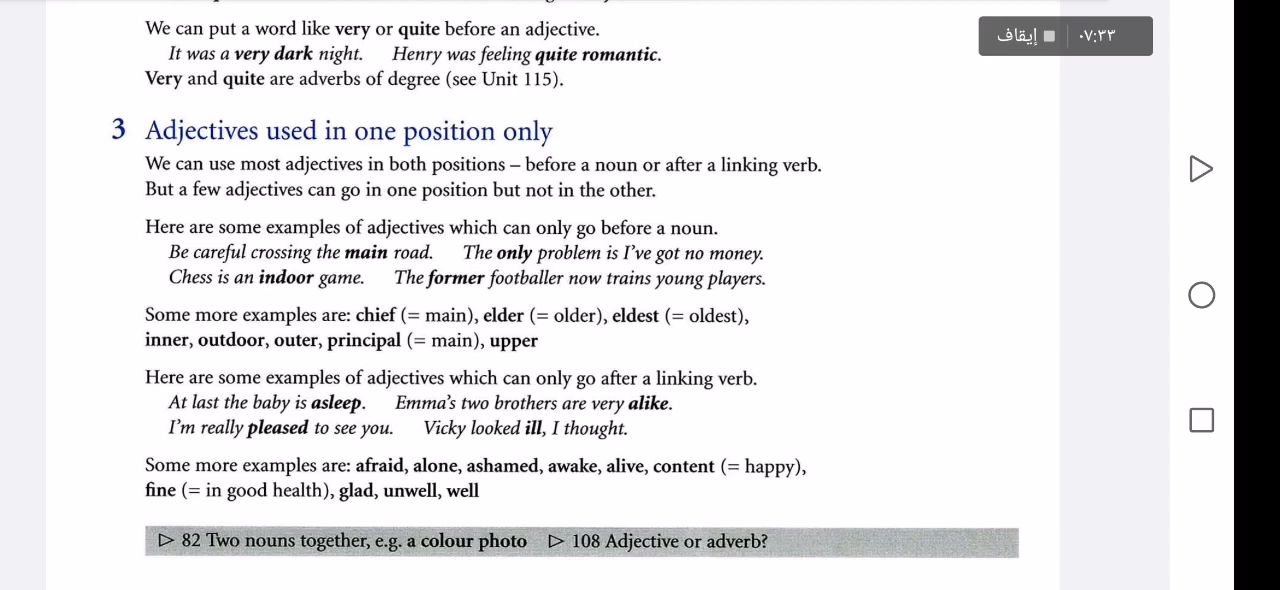 We can put a word like very or quite before an adjective.
إيقاف ٠٧:٣٣
It was a very dark night. Henry was feeling quite romantic.
Very and quite are adverbs of degree (see Unit 115).
3 Adjectives used in one position only
We can use most adjectives in both positions – before a noun or after a linking verb.
But a few adjectives can go in one position but not in the other.
Here are some examples of adjectives which can only go before a noun.
Be careful crossing the main road. The only problem is I've got no money.
Chess is an indoor game. The former footballer now trains young players.
Some more examples are: chief (= main), elder (= older), eldest (= oldest),
inner, outdoor, outer, principal (= main), upper
Here are some examples of adjectives which can only go after a linking verb.
At last the baby is asleep. Emma's two brothers are very alike.
I'm really pleased to see you. Vicky looked ill, I thought.
Some more examples are: afraid, alone, ashamed, awake, alive, content (= happy),
fine (= in good health), glad, unwell, well
▷ 82 Two nouns together, e.g. a colour photo ▷ 108 Adjective or adverb?